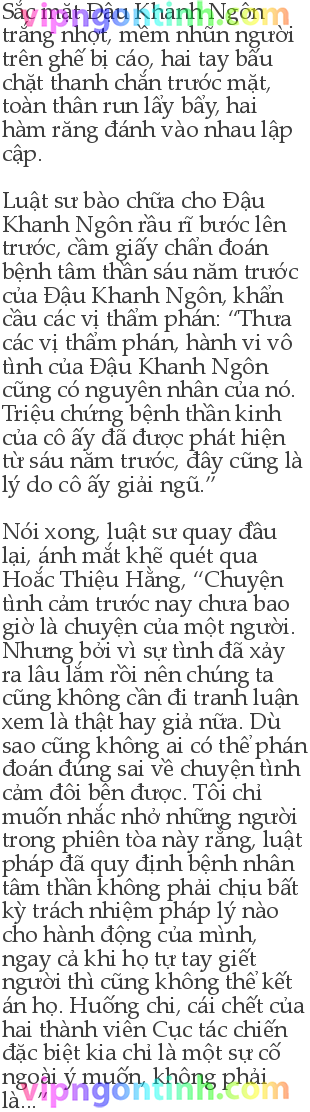 Sắc mặt Đậu Khanh Ngôn
vipngontinh.com
trắng nhợt, mềm nhũn người
trên ghế bị cáo, hai tay bấu
chặt thanh chắn trước mặt,
toàn thân run lẩy bẩy, hai
hàm răng đánh vào nhau lập
cập.
Luật sư bào chữa cho Đậu
Khanh Ngôn rầu rĩ bước lên
trước, cầm giấy chẩn đoán
bệnh tâm thần sáu năm trước
của Đậu Khanh Ngôn, khẩn
cầu các vị thẩm phán: “Thưa
các vị thẩm phán, hành vi vô
tình của Đậu Khanh Ngôn
cũng có nguyên nhân của nó.
Triệu chứng bệnh thần kinh
của cô ấy đã được phát hiện
từ sáu năm trước, đây cũng là
lý do cô ấy giải ngũ.”
Nói xong, luật sư quay đầu
lại, ánh mắt khẽ quét qua
Hoắc Thiệu Hằng, “Chuyện
tình cảm trước nay chưa bao
giờ là chuyện của một người.
Nhưng bởi vì sự tình đã xảy
ra lâu lắm rồi nên chúng ta
cũng không cần đi tranh luận
xem là thật hay giả nữa. Dù
sao cũng không ai có thể phán
đoán đúng sai về chuyện tình
cảm đôi bên được. Tôi chỉ
muốn nhắc nhở những người
trong phiên tòa này rằng, luật
pháp đã quy định bệnh nhân
tâm thần không phải chịu bất
kỳ trách nhiệm pháp lý nào
cho hành động của mình,
ngay cả khi họ tự tay giết
người thì cũng không thể kết
án họ. Huống chi, cái chết của
hai thành viên Cục tác chiến
đặc biệt kia chỉ là một sự cố
ngoài ý muốn, không phải
là...”
vipngontinh.com